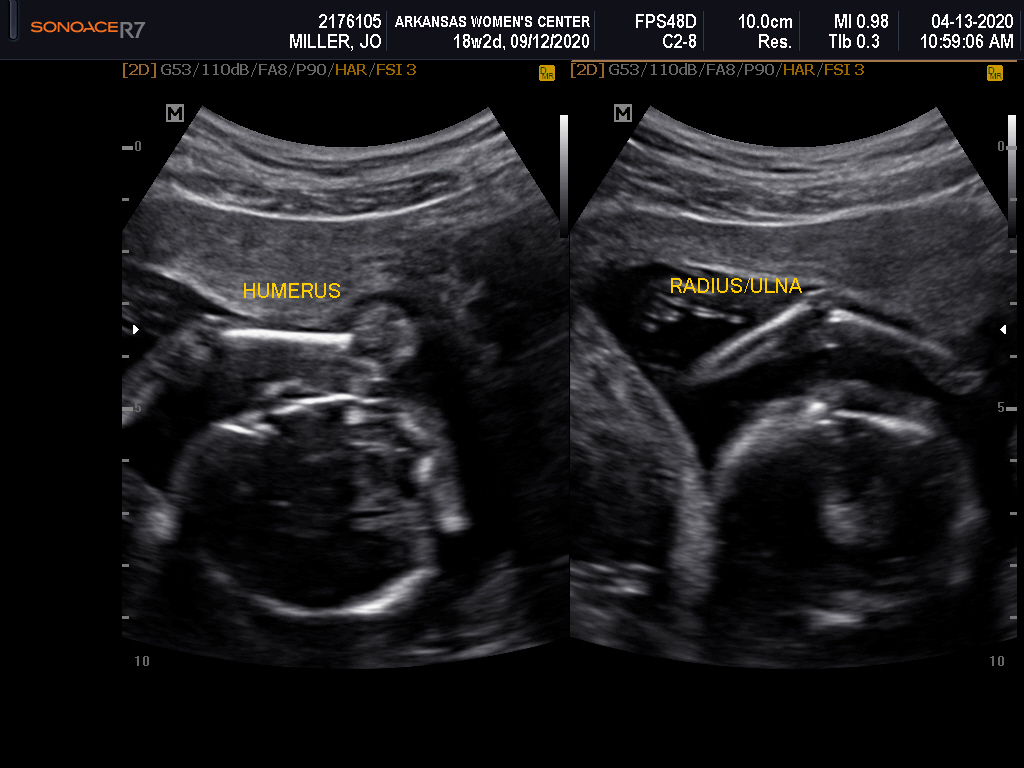 SONOACE R7
2176105
MILLER, JO
ARKANSAS WOMEN'S CENTER
18w2d, 09/12/2020
FPS48D
C2-8
10.0cm
Res.
MI 0.98
TIb 0.3
04-13-2020
10:59:06 AM
[2D] G53/110dB/FA8/P90/HAR/FSI 3
[2D] G53/110dB/FA8/P90/HAR/FSI 3
M
M
0
0
HUMERUS
RADIUS/ULNA
5
5
10
10